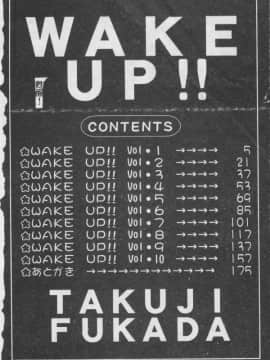 WAKE
UP!!
CONTENTS
☆WAKE UP!! Vol・1 →→→→ 5
☆WAKE UP!! Vol・2 →→→→ 21
☆WAKE UP!! Vol・3 →→→→ 37
☆WAKE UP!! Vol・4 →→→→ 53
☆WAKE UP!! Vol・5 →→→→ 69
☆WAKE UP!! Vol・6 →→→→ 85
☆WAKE UP!! Vol・7 →→→→ 101
☆WAKE UP!! Vol・8 →→→→ 117
☆WAKE UP!! Vol・9 →→→→ 137
☆WAKE UP!! Vol・10 →→→→ 157
☆あとがき →→→→→→→→→→→ 175
TAKUJI
FUKADA